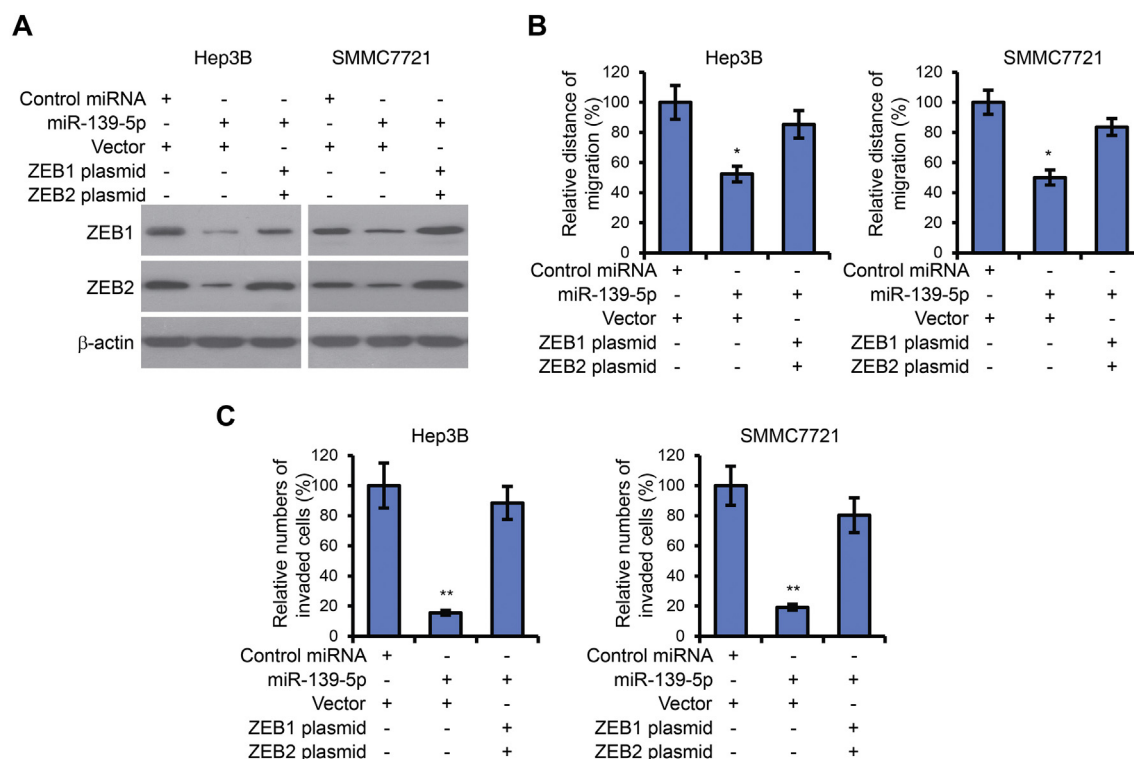 A
Hep3B SMMC7721
Control miRNA + - - + - -
miR-139-5p - + + - + +
Vector + + - + + -
ZEB1 plasmid - - + - - +
ZEB2 plasmid - - + - - +
ZEB1
ZEB2
β-actin
B
Hep3B
Relative distance of
migration (%)
120
100
80
60
40
20
0
*
Control miRNA + - -
miR-139-5p - + +
Vector + + -
ZEB1 plasmid - - +
ZEB2 plasmid - - +
SMMC7721
Relative distance of
migration (%)
120
100
80
60
40
20
0
*
Control miRNA + - -
miR-139-5p - + +
Vector + + -
ZEB1 plasmid - - +
ZEB2 plasmid - - +
C
Hep3B
Relative numbers of
invaded cells (%)
120
100
80
60
40
20
0
**
Control miRNA + - -
miR-139-5p - + +
Vector + + -
ZEB1 plasmid - - +
ZEB2 plasmid - - +
SMMC7721
Relative numbers of
invaded cells (%)
120
100
80
60
40
20
0
**
Control miRNA + - -
miR-139-5p - + +
Vector + + -
ZEB1 plasmid - - +
ZEB2 plasmid - - +